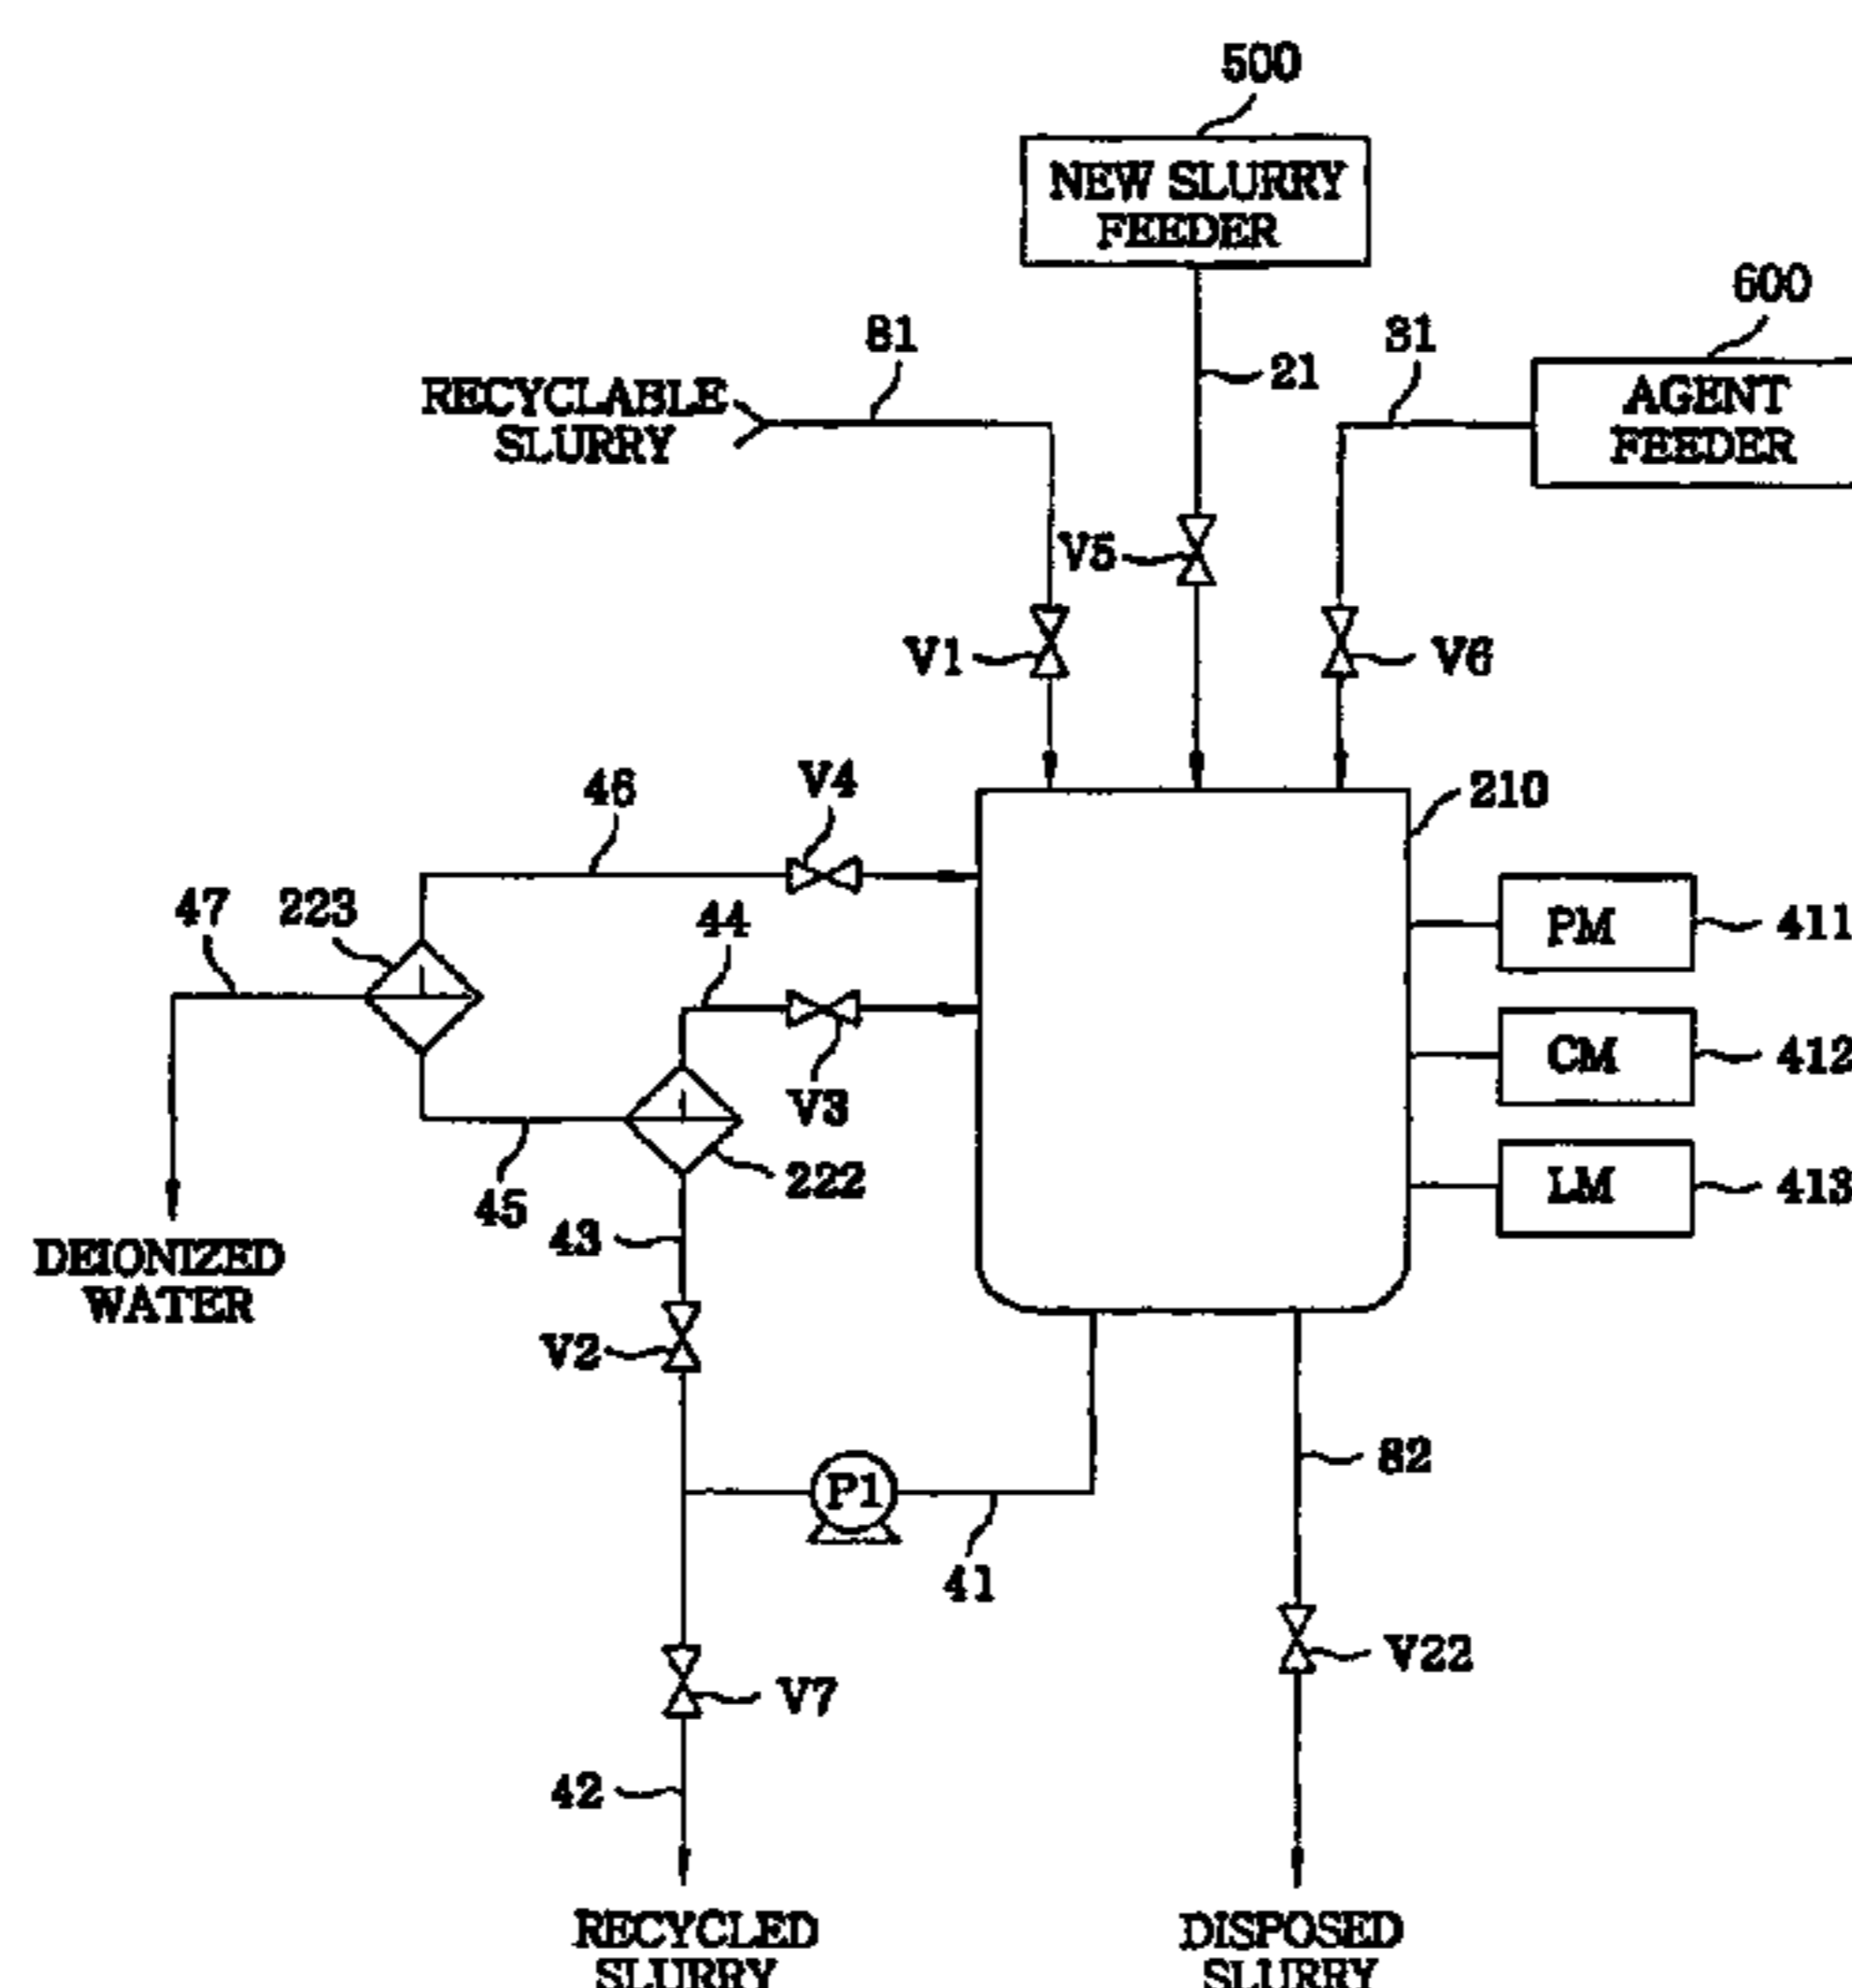 500
NEW SLURRY
FEEDER
600
81
31
21
AGENT
FEEDER
RECYCLABLE
SLURRY
V5
V1
V6
46
V4
210
47
223
44
PM
411
CM
412
V3
222
LM
413
45
43
DEIONIZED
WATER
V2
82
P1
41
V22
V7
42
RECYCLED
SLURRY
DISPOSED
SLURRY